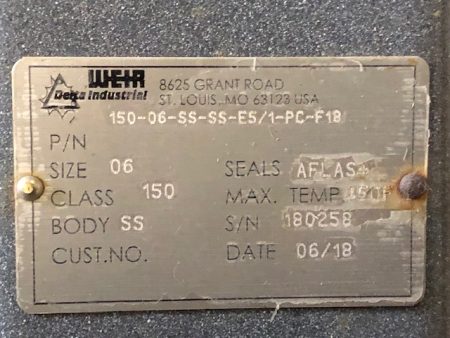 WEIR
Delta Industrial
8625 GRANT ROAD
ST. LOUIS, MO 63123 USA
150-06-SS-SS-E5/1-PC-F18
P/N
SIZE 06 SEALS AFLAS
CLASS 150 MAX. TEMP
BODY SS S/N 180258
CUST.NO. DATE 06/18